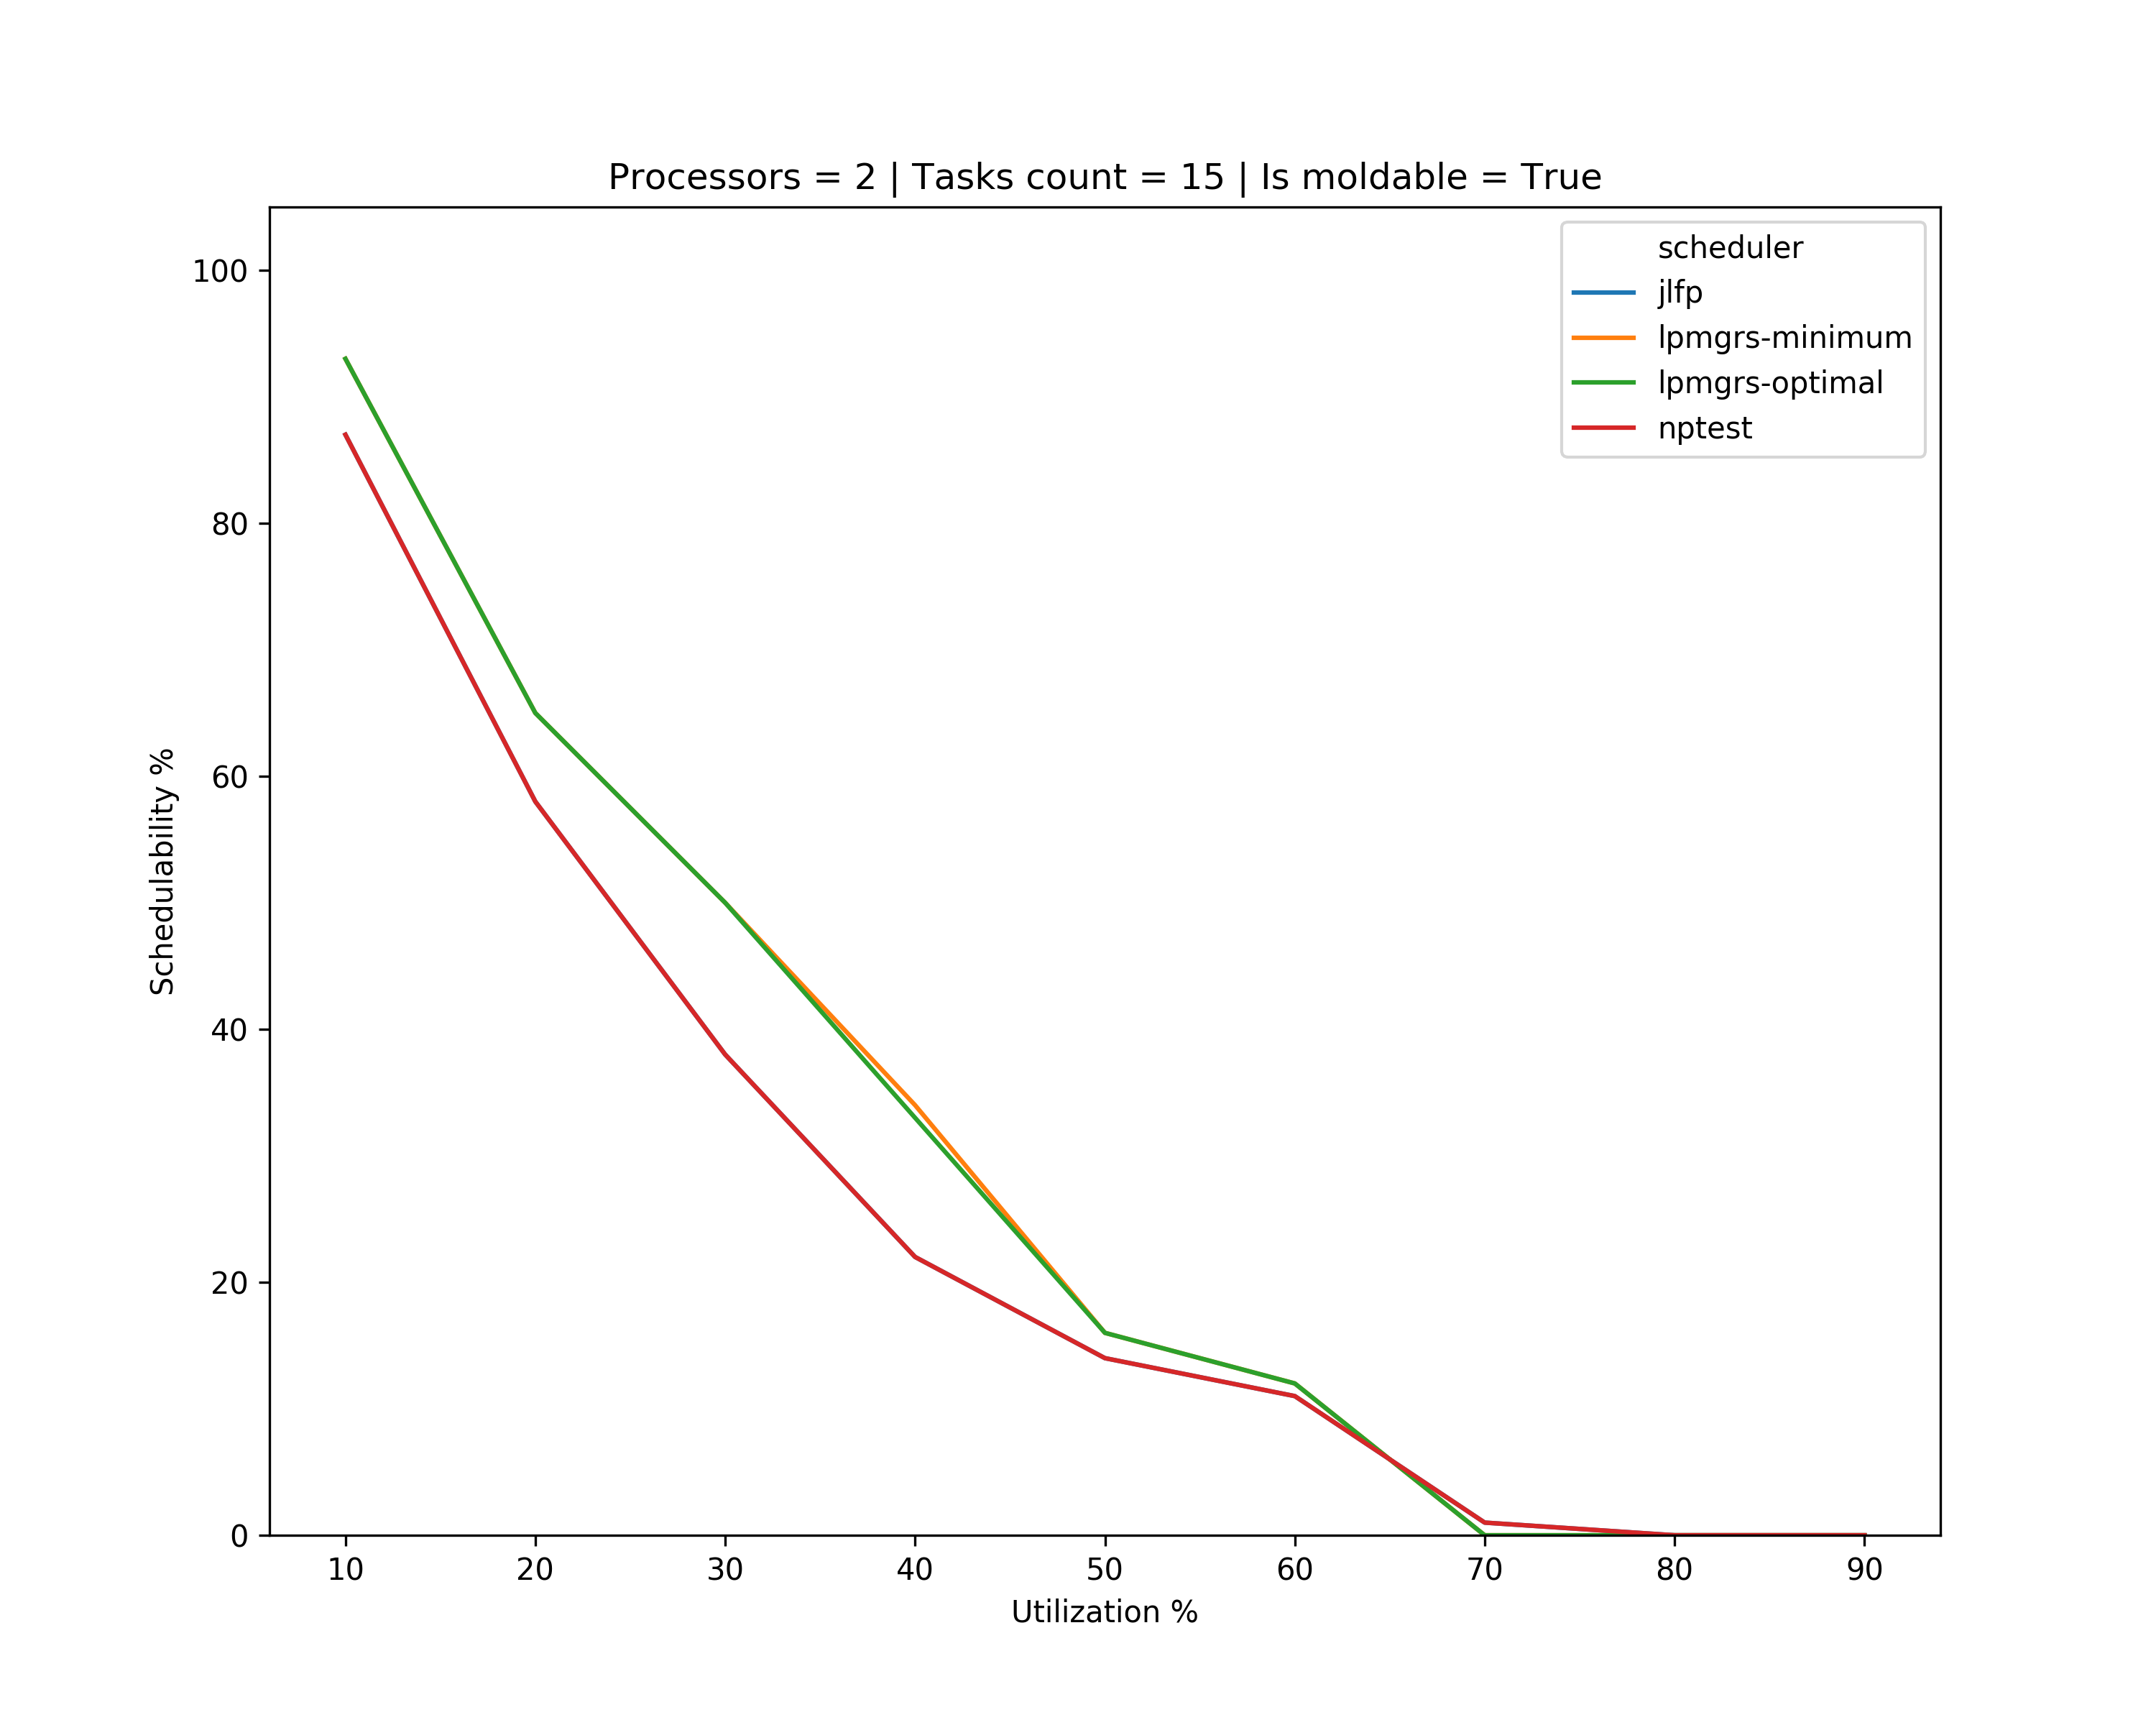 Processors = 2 | Tasks count = 15 | Is moldable = True
scheduler
jlfp
lpmgrs-minimum
lpmgrs-optimal
nptest
100
80
60
40
20
0
Schedulability %
10 20 30 40 50 60 70 80 90
Utilization %